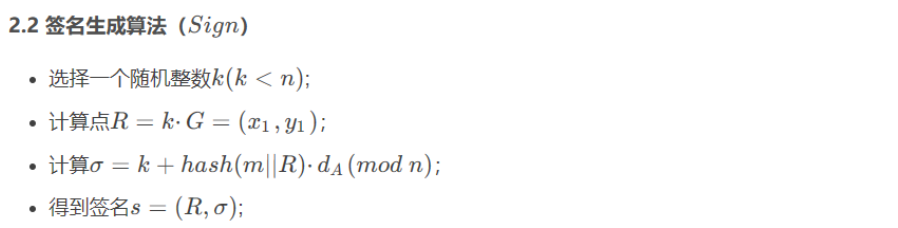 2.2 签名生成算法（Sign）
• 选择一个随机整数k(k < n);
• 计算点R = k· G = (x₁, y₁);
• 计算σ = k + hash(m||R)· d_A (mod n);
• 得到签名s = (R, σ);